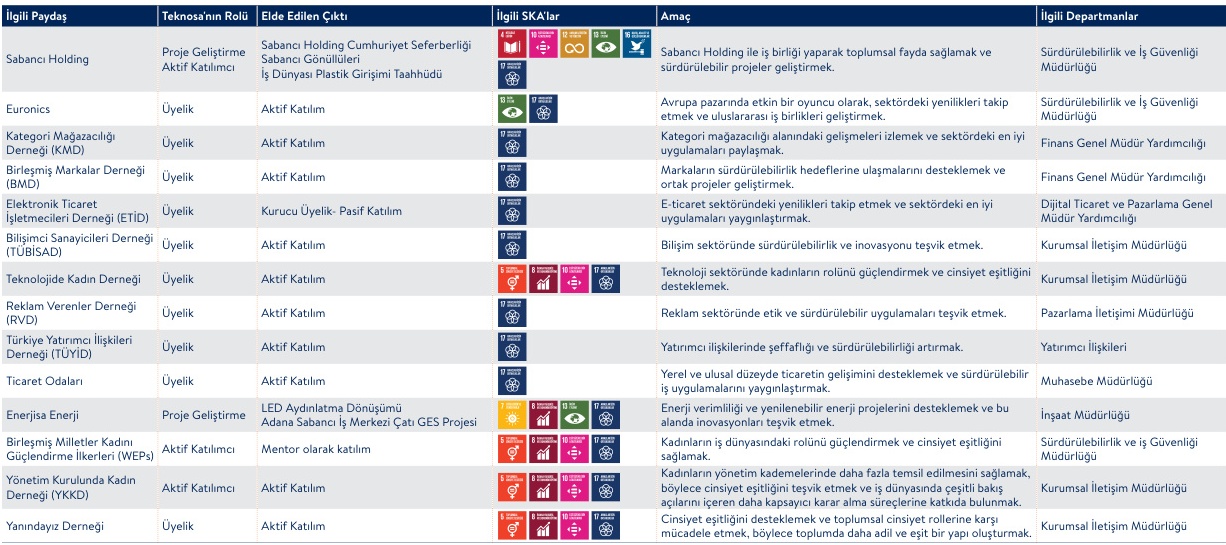 İlgili Paydaş Teknosa'nın Rolü Elde Edilen Çıktı İlgili SKA'lar Amaç İlgili Departmanlar
Sabancı Holding
Proje Geliştirme
Aktif Katılımcı
Sabancı Holding Cumhuriyet Seferberliği
Sabancı Gönüllüleri
İş Dünyası Plastik Girişimi Taahhüdü
4 10 12 13 16
17
Sabancı Holding ile iş birliği yaparak toplumsal fayda sağlamak ve
sürdürülebilir projeler geliştirmek.
Sürdürülebilirlik ve İş Güvenliği
Müdürlüğü
Euronics
Üyelik
Aktif Katılım
13 17
Avrupa pazarında etkin bir oyuncu olarak, sektördeki yenilikleri takip
etmek ve uluslararası iş birlikleri geliştirmek.
Sürdürülebilirlik ve İş Güvenliği
Müdürlüğü
Kategori Mağazacılığı
Derneği (KMD)
Üyelik
Aktif Katılım
17
Kategori mağazacılığı alanındaki gelişmeleri izlemek ve sektördeki en iyi
uygulamaları paylaşmak.
Finans Genel Müdür Yardımcılığı
Birleşmiş Markalar Derneği
(BMD)
Üyelik
Aktif Katılım
17
Markaların sürdürülebilirlik hedeflerine ulaşmalarını desteklemek ve
ortak projeler geliştirmek.
Finans Genel Müdür Yardımcılığı
Elektronik Ticaret
İşletmecileri Derneği (ETİD)
Üyelik
Kurucu Üyelik- Pasif Katılım
17
E-ticaret sektöründeki yenilikleri takip etmek ve sektördeki en iyi
uygulamaları yaygınlaştırmak.
Dijital Ticaret ve Pazarlama Genel
Müdür Yardımcılığı
Bilişimci Sanayicileri Derneği
(TÜBİSAD)
Üyelik
Aktif Katılım
17
Bilişim sektöründe sürdürülebilirlik ve inovasyonu teşvik etmek.
Kurumsal İletişim Müdürlüğü
Teknolojide Kadın Derneği
Üyelik
Aktif Katılım
5 8 10 17
Teknoloji sektöründe kadınların rolünü güçlendirmek ve cinsiyet eşitliğini
desteklemek.
Kurumsal İletişim Müdürlüğü
Reklam Verenler Derneği
(RVD)
Üyelik
Aktif Katılım
17
Reklam sektöründe etik ve sürdürülebilir uygulamaları teşvik etmek.
Pazarlama İletişimi Müdürlüğü
Türkiye Yatırımcı İlişkileri
Derneği (TÜYİD)
Üyelik
Aktif Katılım
17
Yatırımcı ilişkilerinde şeffaflığı ve sürdürülebilirliği artırmak.
Yatırımcı İlişkileri
Ticaret Odaları
Üyelik
Aktif Katılım
17
Yerel ve ulusal düzeyde ticaretin gelişimini desteklemek ve sürdürülebilir
iş uygulamalarını yaygınlaştırmak.
Muhasebe Müdürlüğü
Enerjisa Enerji
Proje Geliştirme
LED Aydınlatma Dönüşümü
Adana Sabancı İş Merkezi Çatı GES Projesi
7 8 13 17
Enerji verimliliği ve yenilenebilir enerji projelerini desteklemek ve bu
alanda inovasyonları teşvik etmek.
İnşaat Müdürlüğü
Birleşmiş Milletler Kadını
Güçlendirme İlkerleri (WEPs)
Aktif Katılımcı
Mentor olarak katılım
5 8 10 17
Kadınların iş dünyasındaki rolünü güçlendirmek ve cinsiyet eşitliğini
sağlamak.
Sürdürülebilirlik ve iş Güvenliği
Müdürlüğü
Yönetim Kurulunda Kadın
Derneği (YKKD)
Aktif Katılımcı
Aktif Katılım
5 8 10 17
Kadınların yönetim kademelerinde daha fazla temsil edilmesini sağlamak,
böylece cinsiyet eşitliğini teşvik etmek ve iş dünyasında çeşitli bakış
açılarını içeren daha kapsayıcı karar alma süreçlerine katkıda bulunmak.
Kurumsal İletişim Müdürlüğü
Yanındayız Derneği
Üyelik
Aktif Katılım
5 8 10 17
Cinsiyet eşitliğini desteklemek ve toplumsal cinsiyet rollerine karşı
mücadele etmek, böylece toplumda daha adil ve eşit bir yapı oluşturmak.
Kurumsal İletişim Müdürlüğü